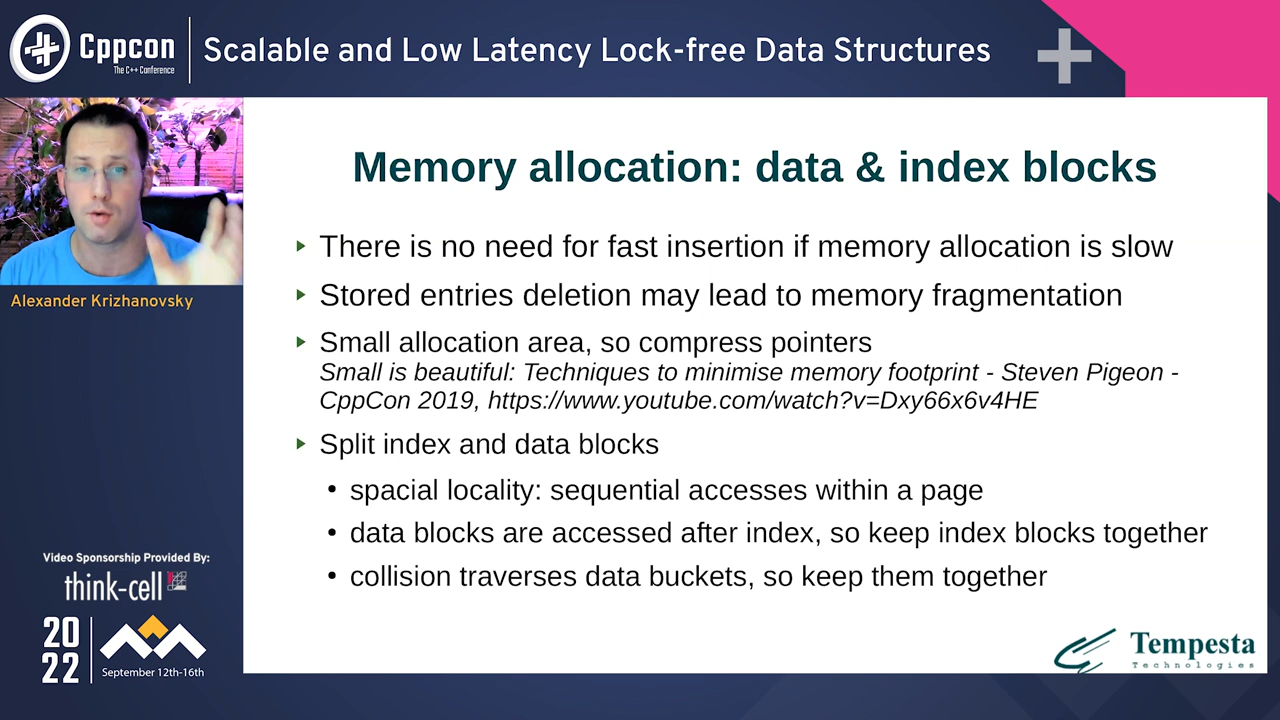 Cppcon
The C++ Conference
Scalable and Low Latency Lock-free Data Structures
Alexander Krizhanovsky
Memory allocation: data & index blocks
There is no need for fast insertion if memory allocation is slow
Stored entries deletion may lead to memory fragmentation
Small allocation area, so compress pointers
Small is beautiful: Techniques to minimise memory footprint - Steven Pigeon -
CppCon 2019, https://www.youtube.com/watch?v=Dxy66x6v4HE
Split index and data blocks
• spacial locality: sequential accesses within a page
• data blocks are accessed after index, so keep index blocks together
• collision traverses data buckets, so keep them together
Video Sponsorship Provided By:
think-cell
20
22
September 12th-16th
Tempesta
Technologies